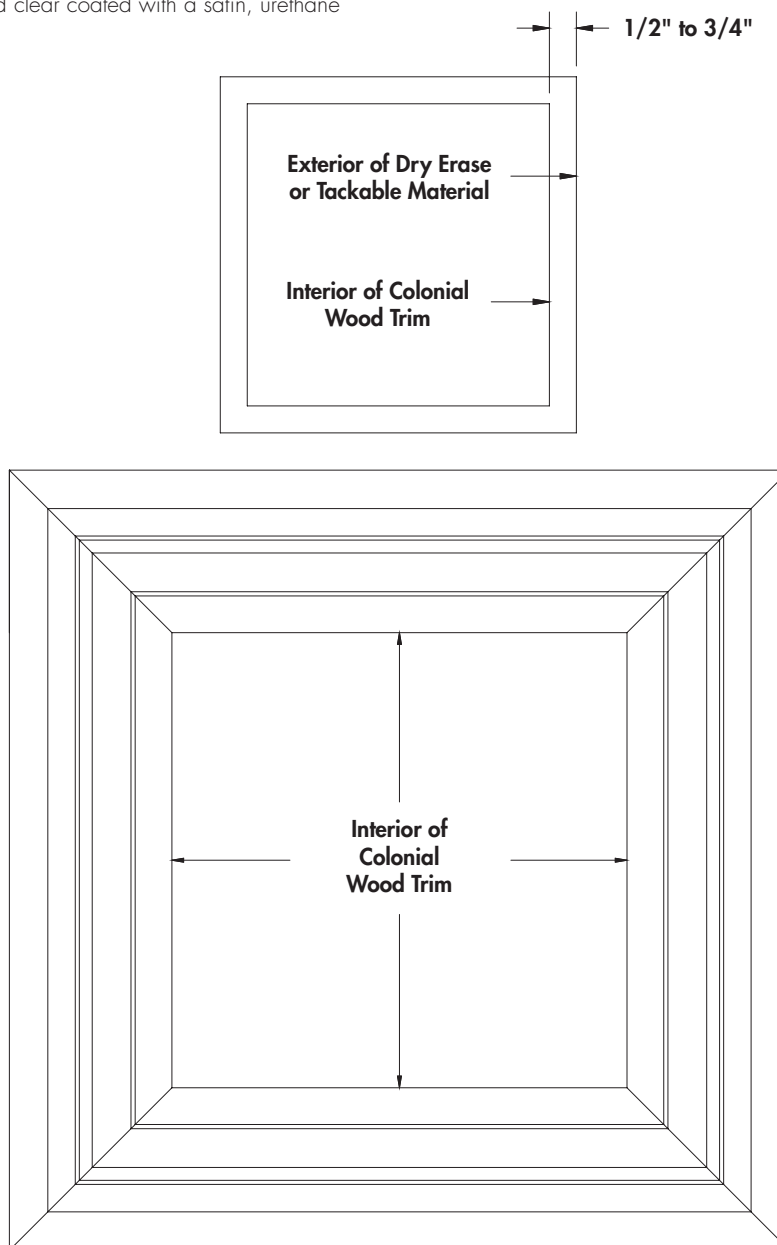 d clear coated with a satin, urethane
1/2" to 3/4"
Exterior of Dry Erase
or Tackable Material
Interior of Colonial
Wood Trim
Interior of
Colonial
Wood Trim